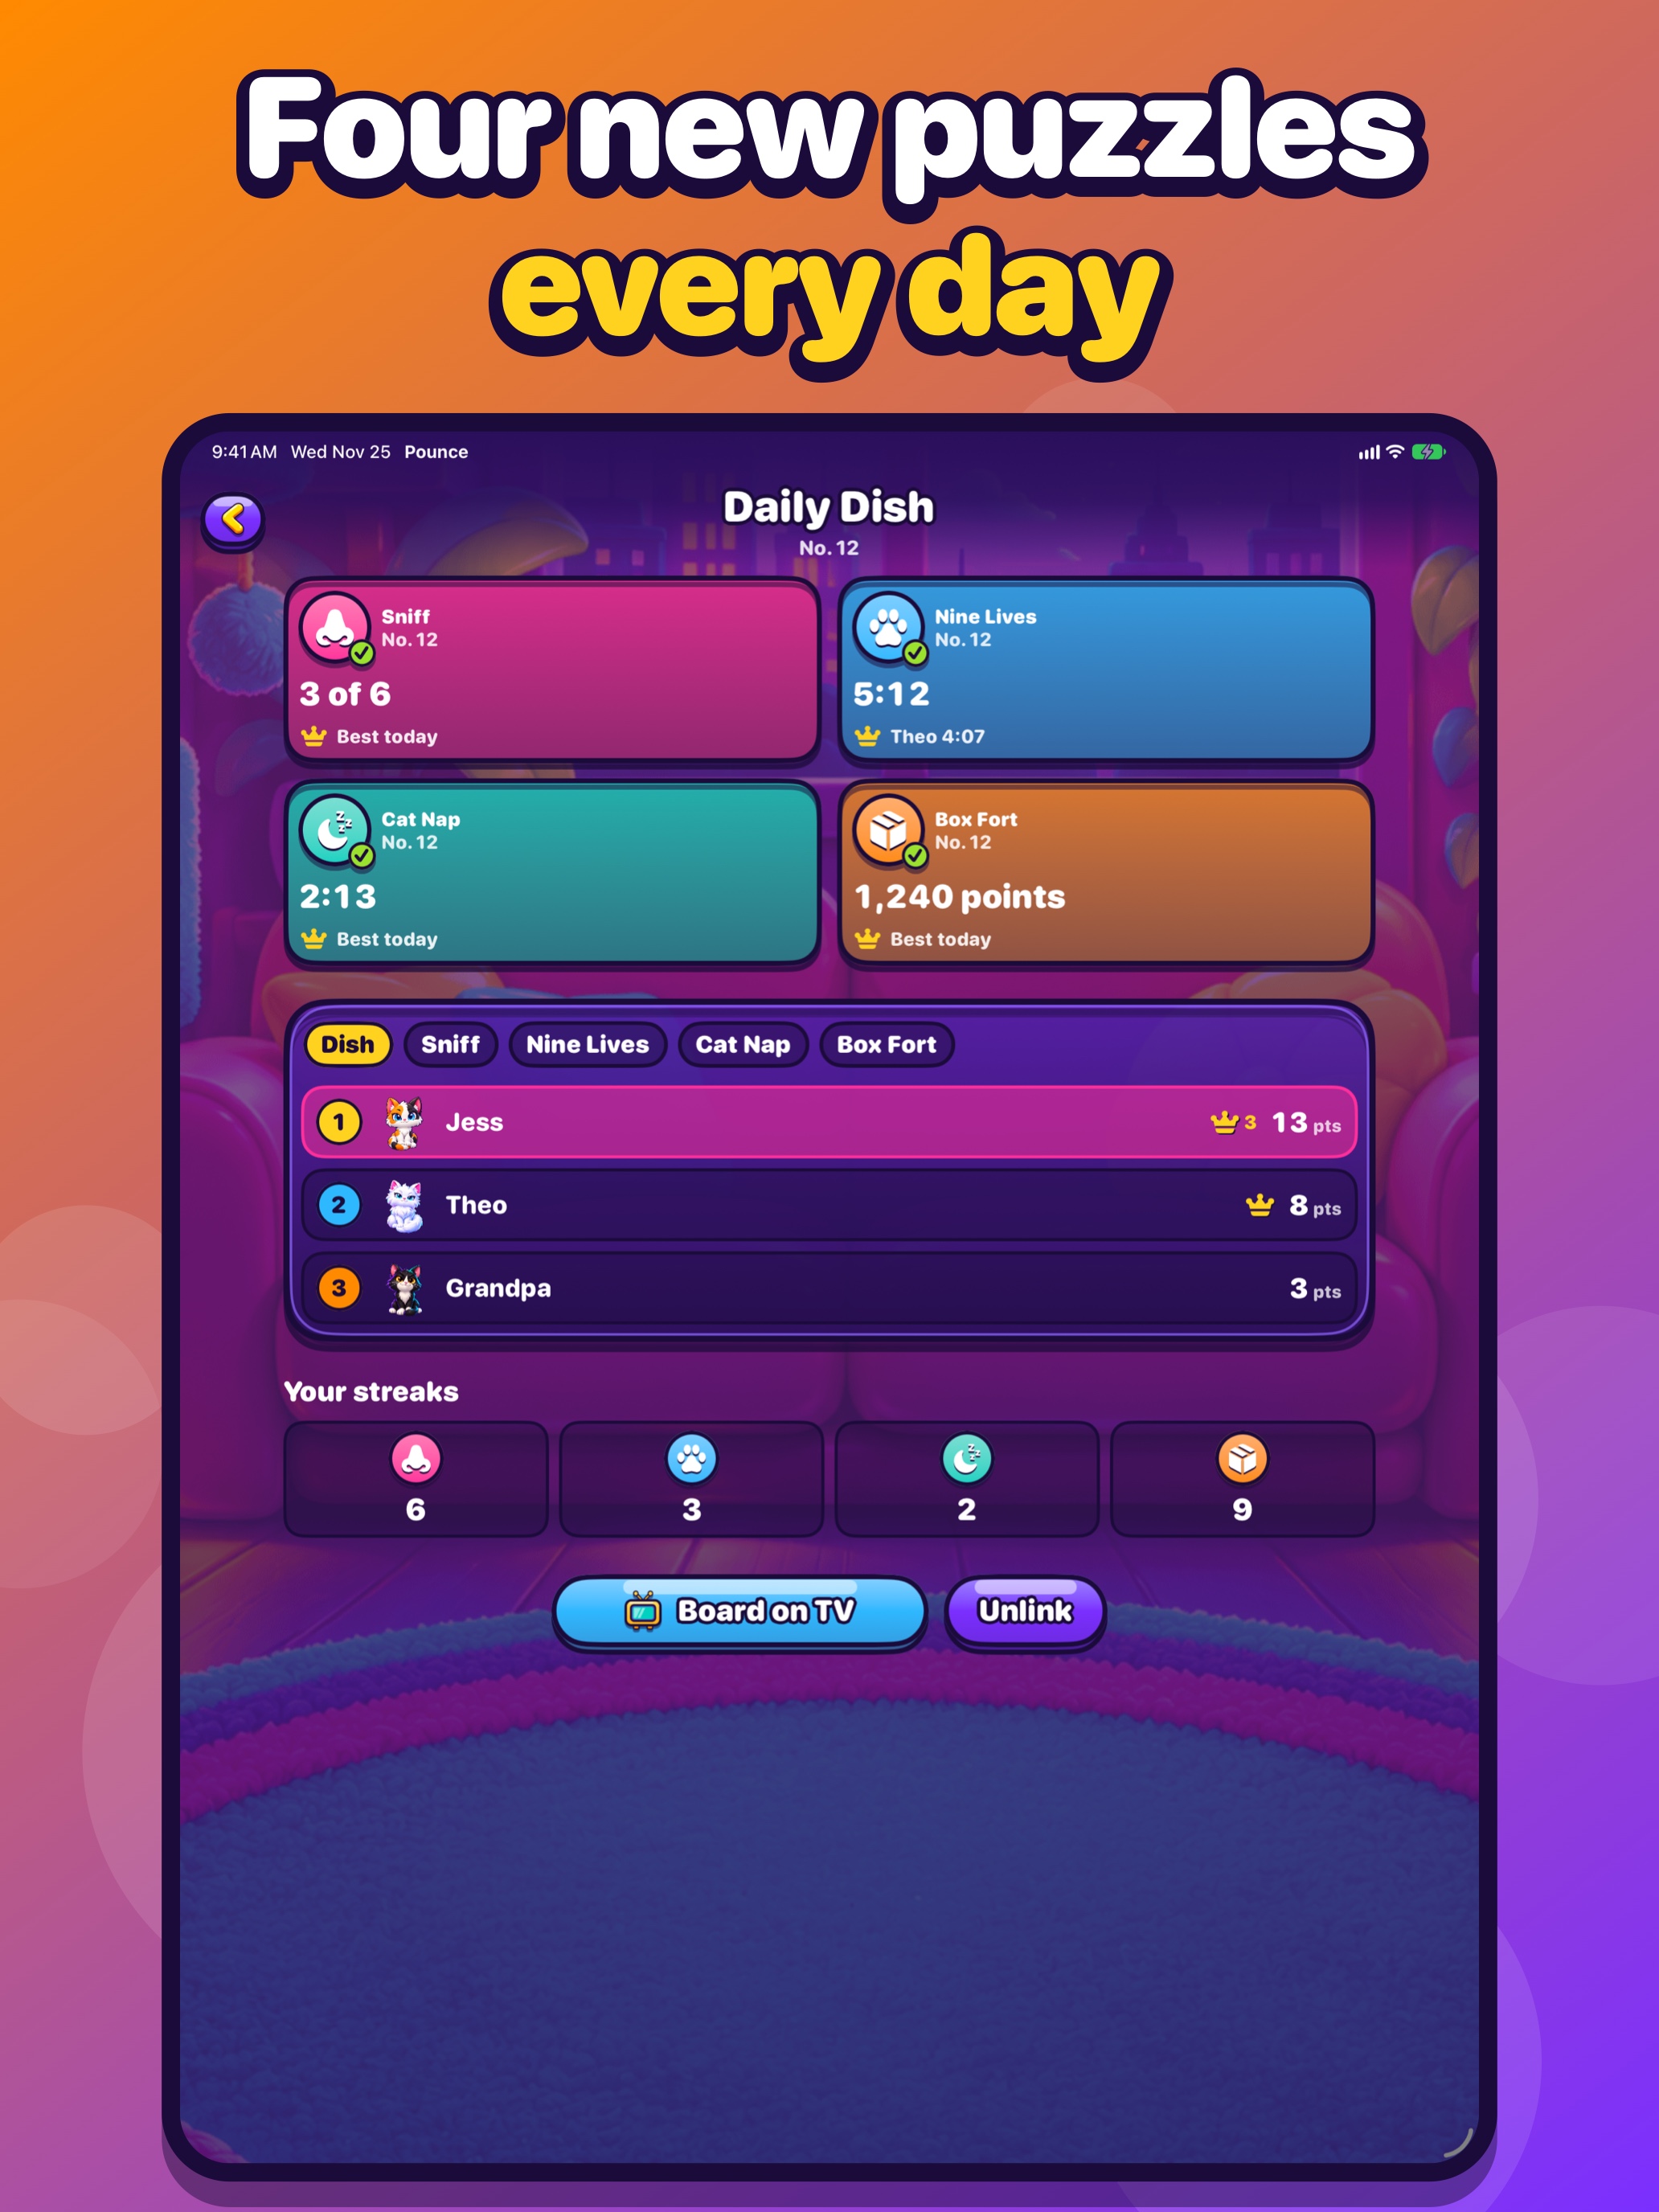 Four new puzzles
every day
9:41 AM Wed Nov 25 Pounce
Daily Dish
No. 12
Sniff
No. 12
3 of 6
Best today
Nine Lives
No. 12
5:12
Theo 4:07
Cat Nap
No. 12
2:13
Best today
Box Fort
No. 12
1,240 points
Best today
Dish Sniff Nine Lives Cat Nap Box Fort
1 Jess 3 13 pts
2 Theo 8 pts
3 Grandpa 3 pts
Your streaks
6 3 2 9
Board on TV Unlink